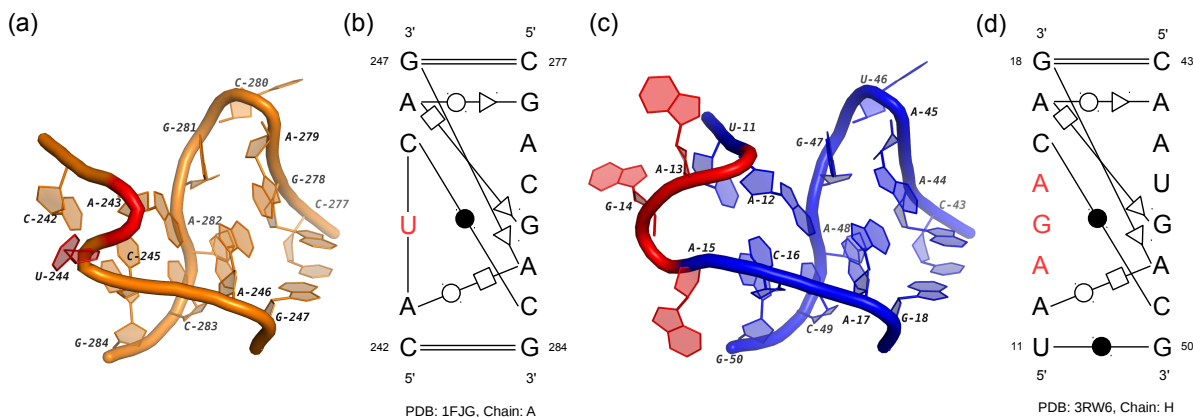 (a)
C-280
G-281
A-279
A-243
G-278
C-242
A-282
C-277
C-245
U-244
A-246
G-247
C-283
G-284
(b)
3' 5'
247 G C 277
A G
C A
C
U G
A A
C
242 C G 284
5' 3'
PDB: 1FJG, Chain: A
(c)
U-46
A-45
U-11
G-47
A-13
A-44
A-12
G-14
C-43
A-48
A-15
C-16
A-17
G-18
C-49
G-50
(d)
3' 5'
18 G C 43
A A
C A
A U
G G
A A
A C
11 U G 50
5' 3'
PDB: 3RW6, Chain: H